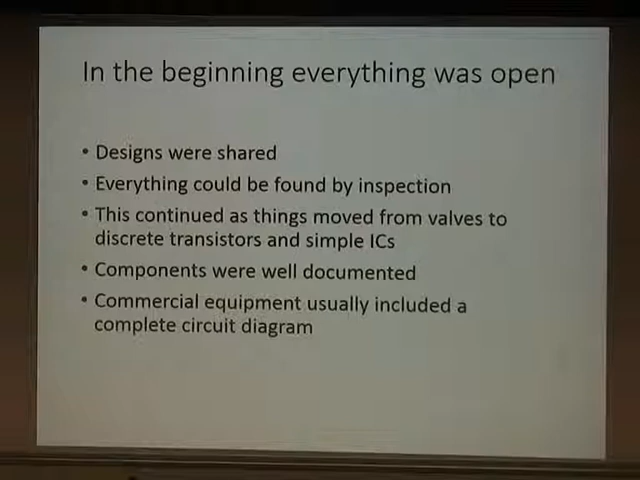 In the beginning everything was open
• Designs were shared
• Everything could be found by inspection
• This continued as things moved from valves to
discrete transistors and simple ICs
• Components were well documented
• Commercial equipment usually included a
complete circuit diagram